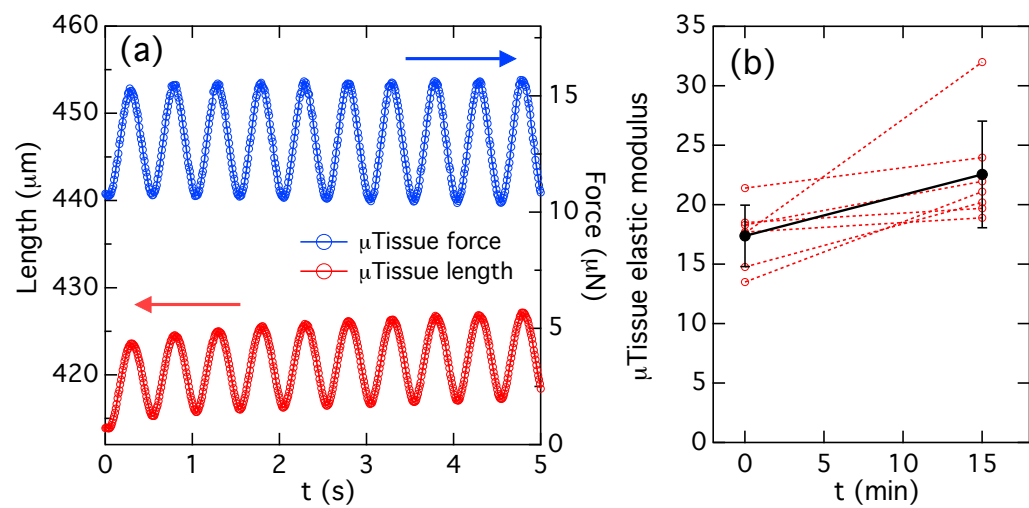 (a)
460
450
440
430
420
Length (μm)
15
10
5
0
Force (μN)
μTissue force
μTissue length
0 1 2 3 4 5
t (s)
(b)
35
30
25
20
15
10
5
0
μTissue elastic modulus
0 5 10 15
t (min)